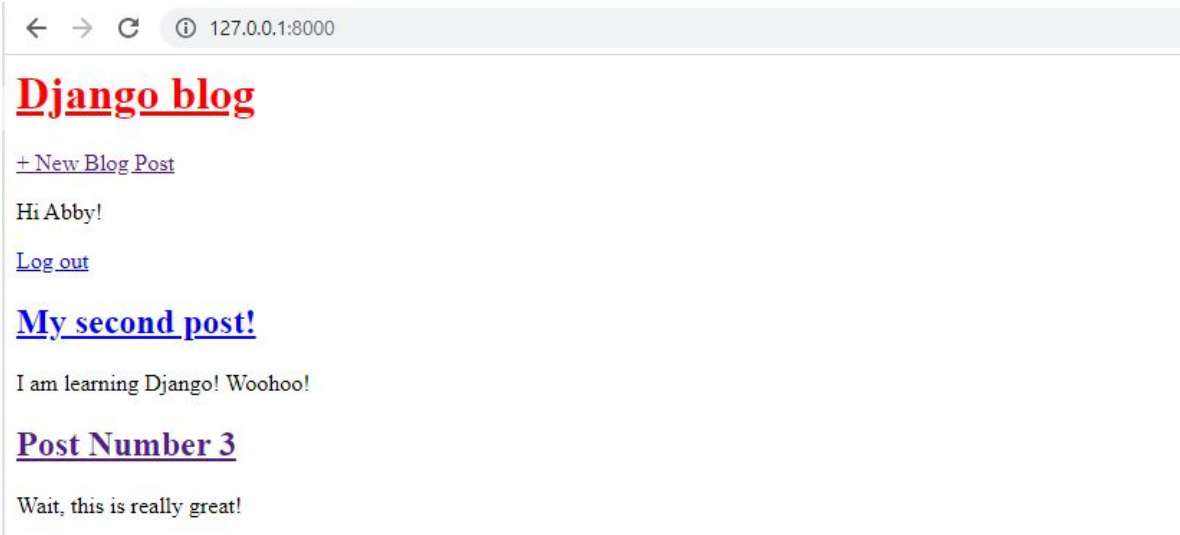 127.0.0.1:8000
Django blog
+ New Blog Post
Hi Abby!
Log out
My second post!
I am learning Django! Woohoo!
Post Number 3
Wait, this is really great!